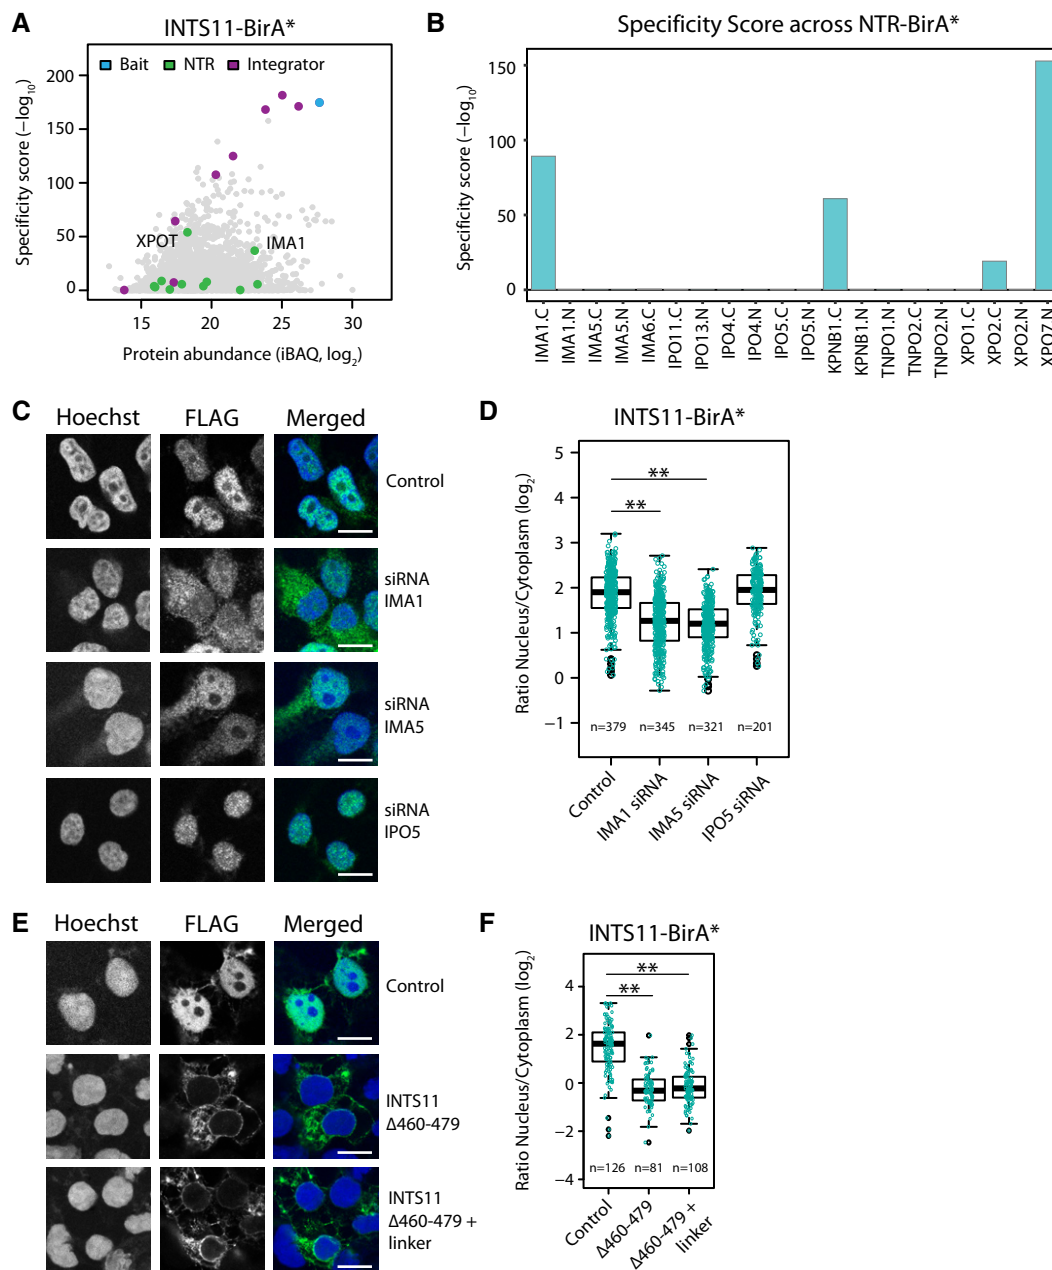 A
INTS11-BirA*
Bait NTR Integrator
Specificity score (−log10)
200
150
100
50
0
XPOT
IMA1
15 20 25 30
Protein abundance (iBAQ, log2)
B
Specificity Score across NTR-BirA*
Specificity score (−log10)
150
100
50
0
IMA1.C
IMA1.N
IMA5.C
IMA5.N
IMA6.C
IPO11.C
IPO13.N
IPO4.C
IPO4.N
IPO5.C
IPO5.N
KPNB1.C
KPNB1.N
TNPO1.N
TNPO2.C
TNPO2.N
XPO1.C
XPO2.C
XPO2.N
XPO7.N
C
Hoechst FLAG Merged
Control
siRNA
IMA1
siRNA
IMA5
siRNA
IPO5
D
INTS11-BirA*
Ratio Nucleus/Cytoplasm (log2)
5
4
3
2
1
0
−1
** 
**
n=379 n=345 n=321 n=201
Control
IMA1 siRNA
IMA5 siRNA
IPO5 siRNA
E
Hoechst FLAG Merged
Control
INTS11
Δ460-479
INTS11
Δ460-479 +
linker
F
INTS11-BirA*
Ratio Nucleus/Cytoplasm (log2)
4
2
0
−2
−4
**
**
n=126 n=81 n=108
Control
Δ460-479
Δ460-479 +
linker